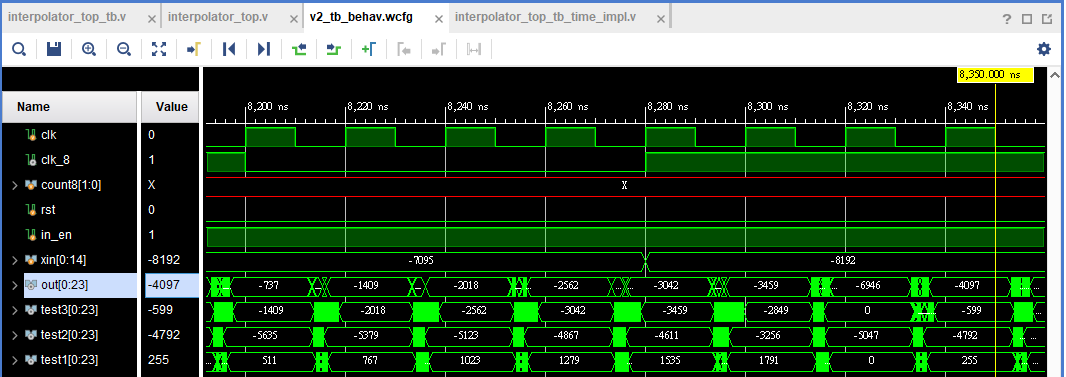 interpolator_top_tb.v interpolator_top.v v2_tb_behav.wcfg interpolator_top_tb_time_impl.v
8,350.000 ns
Name Value
8,200 ns 8,220 ns 8,240 ns 8,260 ns 8,280 ns 8,300 ns 8,320 ns 8,340 ns
clk 0
clk_8 1
count8[1:0] X X
rst 0
in_en 1
xin[0:14] -8192 -7095 -8192
out[0:23] -4097 -737 -1409 -2018 -2562 -3042 -3459 -6946 -4097
test3[0:23] -599 -1409 -2018 -2562 -3042 -3459 -2849 0 -599
test2[0:23] -4792 -5635 -5379 -5123 -4867 -4611 -3256 -5047 -4792
test1[0:23] 255 511 767 1023 1279 1535 1791 0 255